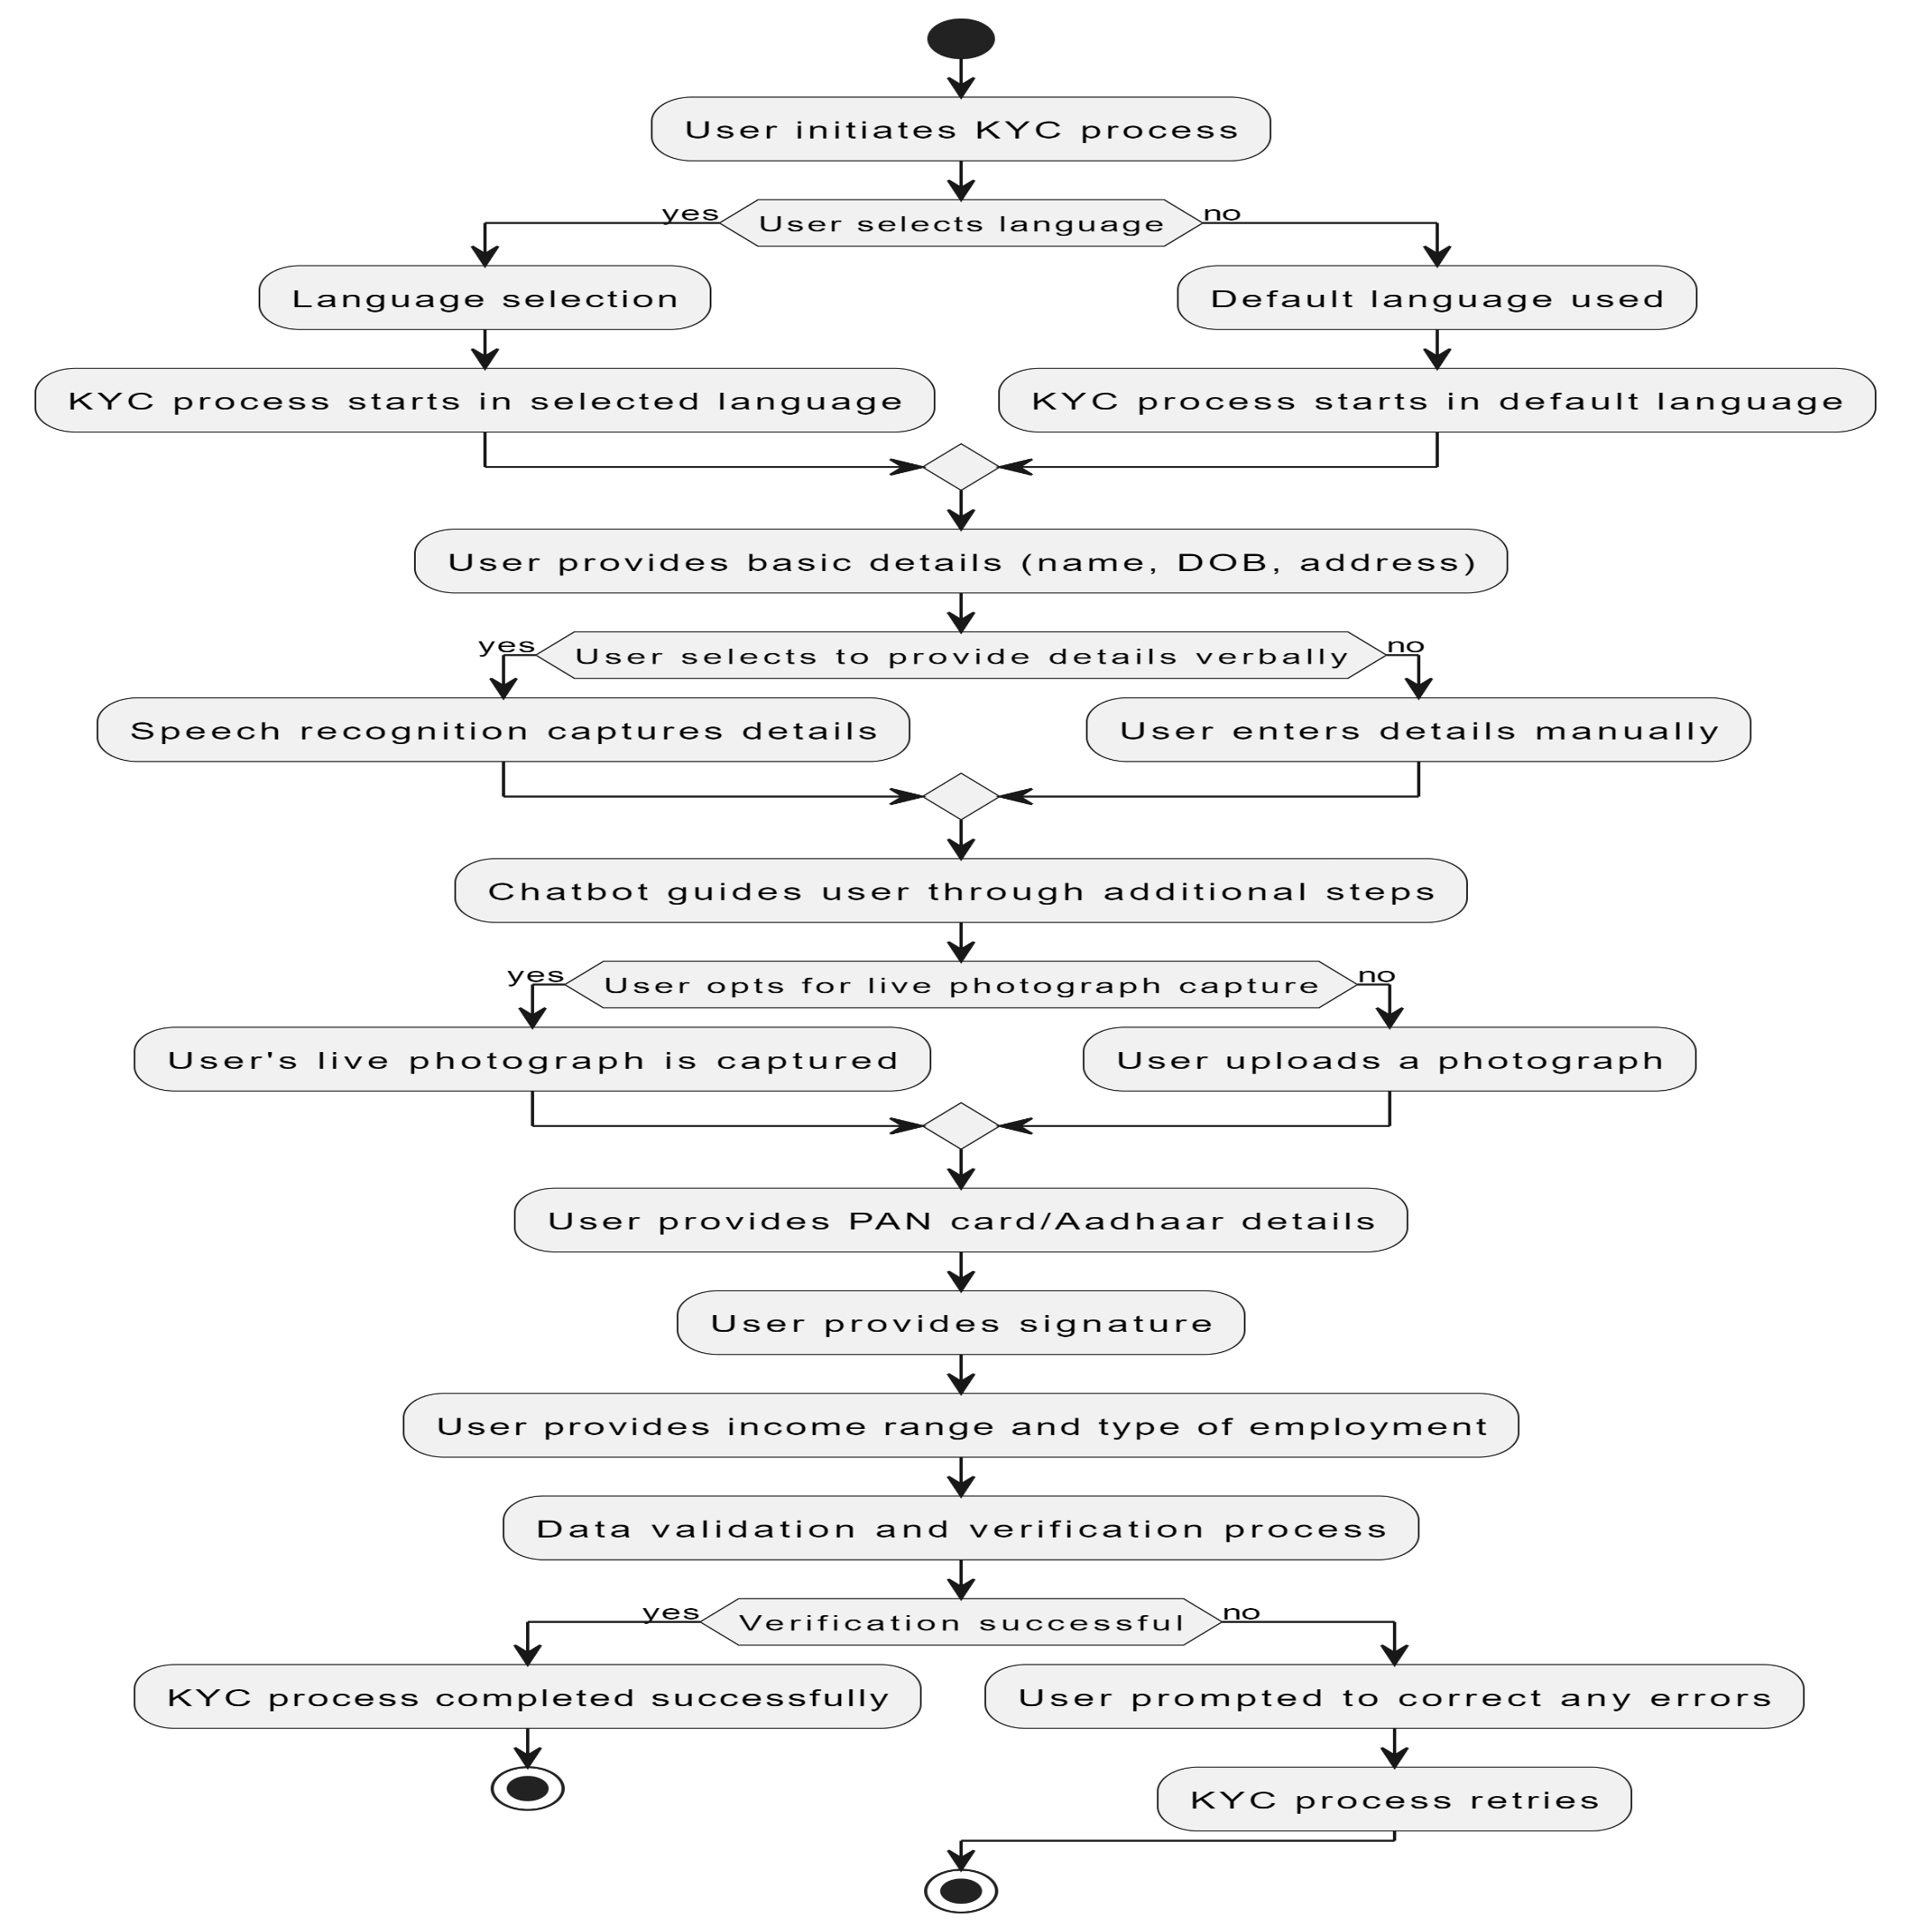 User initiates KYC process
yes
User selects language
no
Language selection
Default language used
KYC process starts in selected language
KYC process starts in default language
User provides basic details (name, DOB, address)
yes
User selects to provide details verbally
no
Speech recognition captures details
User enters details manually
Chatbot guides user through additional steps
yes
User opts for live photograph capture
no
User's live photograph is captured
User uploads a photograph
User provides PAN card/Aadhaar details
User provides signature
User provides income range and type of employment
Data validation and verification process
yes
Verification successful
no
KYC process completed successfully
User prompted to correct any errors
KYC process retries